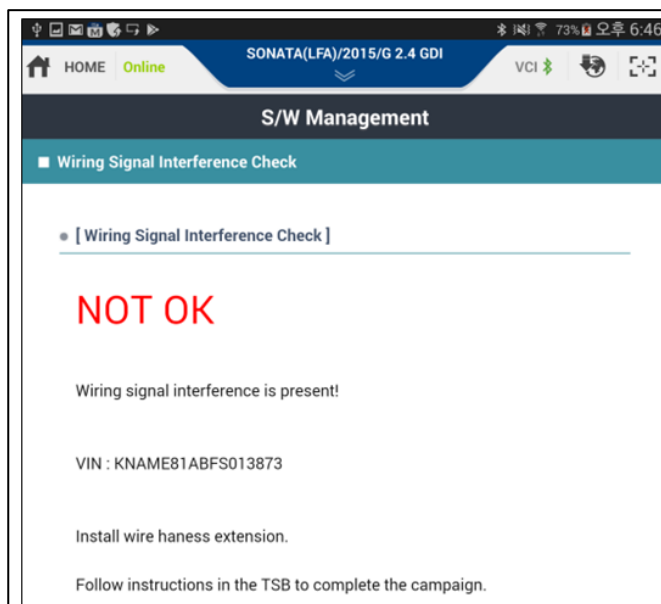 73% 오후 6:46
HOME Online
SONATA(LFA)/2015/G 2.4 GDI
VCI
S/W Management
Wiring Signal Interference Check
[ Wiring Signal Interference Check ]
NOT OK
Wiring signal interference is present!
VIN : KNAME81ABFS013873
Install wire haness extension.
Follow instructions in the TSB to complete the campaign.